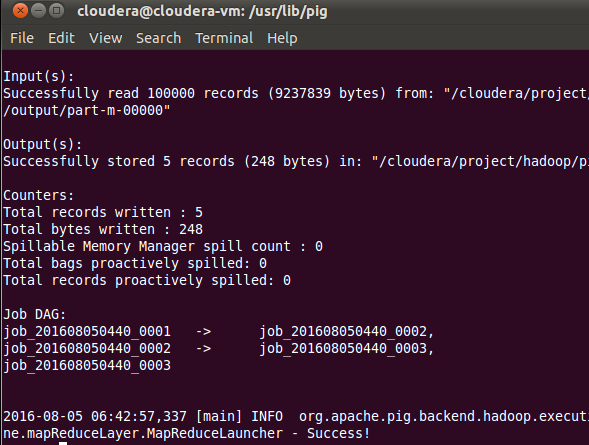 cloudera@cloudera-vm: /usr/lib/pig
File Edit View Search Terminal Help
Input(s):
Successfully read 100000 records (9237839 bytes) from: "/cloudera/project/
/output/part-m-00000"
Output(s):
Successfully stored 5 records (248 bytes) in: "/cloudera/project/hadoop/pi
Counters:
Total records written : 5
Total bytes written : 248
Spillable Memory Manager spill count : 0
Total bags proactively spilled: 0
Total records proactively spilled: 0
Job DAG:
job_201608050440_0001 -> job_201608050440_0002,
job_201608050440_0002 -> job_201608050440_0003,
job_201608050440_0003
2016-08-05 06:42:57,337 [main] INFO org.apache.pig.backend.hadoop.executi
ne.mapReduceLayer.MapReduceLauncher - Success!